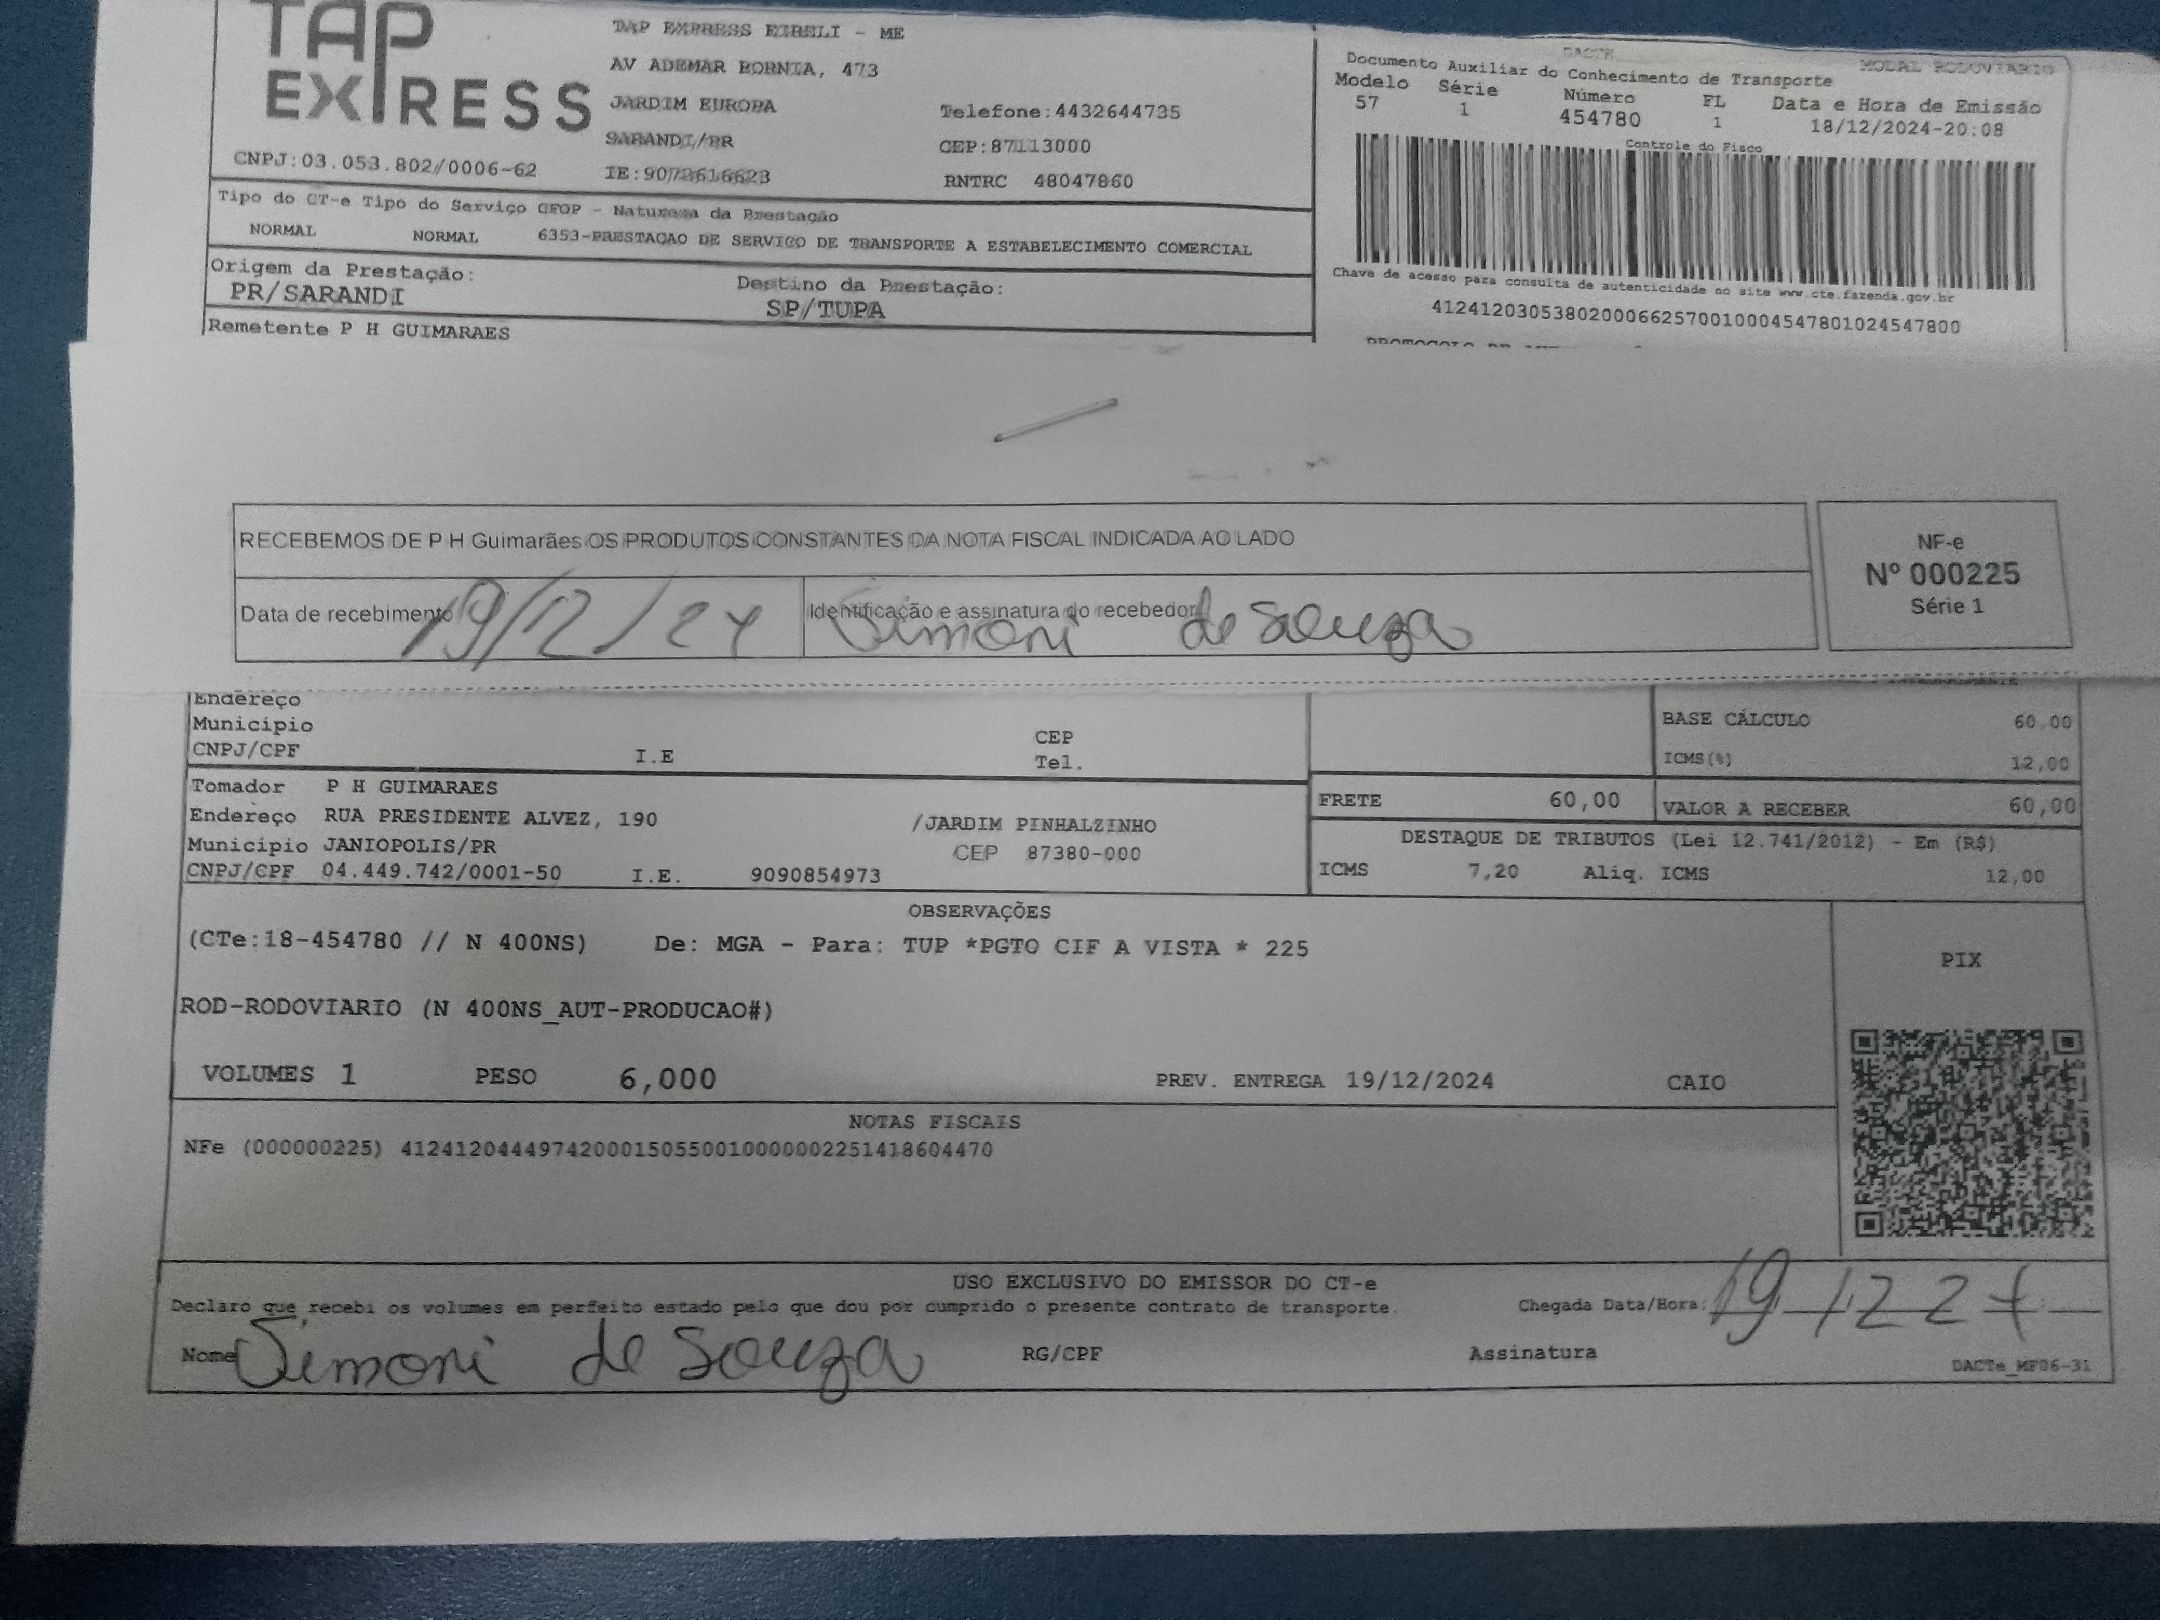 TAP EXPRESS
TAP EXPRESS EIRELI - ME
AV ADEMAR BORNIA, 473
JARDIM EUROPA Telefone:4432644735
SARANDI/PR CEP:87113000
CNPJ:03.053.802/0006-62 IE:9072616623 RNTRC 48047860
DACTE MODAL RODOVIARIO
Documento Auxiliar do Conhecimento de Transporte
Modelo Série Número FL Data e Hora de Emissão
57 1 454780 1 18/12/2024-20:08
Controle do Fisco
Tipo do CT-e Tipo do Serviço CFOP - Natureza da Prestação
NORMAL NORMAL 6353-PRESTAÇAO DE SERVIÇO DE TRANSPORTE A ESTABELECIMENTO COMERCIAL
Chave de acesso para consulta de autenticidade no site www.cte.fazenda.gov.br
41241203053802000662570010004547801024547800
Origem da Prestação: Destino da Prestação:
PR/SARANDI SP/TUPA
Remetente P H GUIMARAES
RECEBEMOS DE P H Guimarães OS PRODUTOS CONSTANTES DA NOTA FISCAL INDICADA AO LADO
Data de recebimento 19/12/24 Identificação e assinatura do recebedor Simoni de Souza
NF-e
Nº 000225
Série 1
Endereço
Município CEP
CNPJ/CPF I.E Tel.
BASE CÁLCULO 60,00
ICMS(%) 12,00
FRETE 60,00 VALOR A RECEBER 60,00
Tomador P H GUIMARAES
Endereço RUA PRESIDENTE ALVEZ, 190 /JARDIM PINHALZINHO
Município JANIOPOLIS/PR CEP 87380-000
CNPJ/CPF 04.449.742/0001-50 I.E. 9090854973
DESTAQUE DE TRIBUTOS (Lei 12.741/2012) - Em (R$)
ICMS 7,20 Aliq. ICMS 12,00
OBSERVAÇÕES
(CTe:18-454780 // N 400NS) De: MGA - Para: TUP *PGTO CIF A VISTA * 225
ROD-RODOVIARIO (N 400NS_AUT-PRODUCAO#)
PIX
VOLUMES 1 PESO 6,000 PREV. ENTREGA 19/12/2024 CAIO
NOTAS FISCAIS
NFe (000000225) 41241204449742000150550010000002251418604470
USO EXCLUSIVO DO EMISSOR DO CT-e
Declaro que recebi os volumes em perfeito estado pelo que dou por cumprido o presente contrato de transporte. Chegada Data/Hora: 19/12 24
Nome Simoni de Souza RG/CPF Assinatura
DACTe_MF06-31